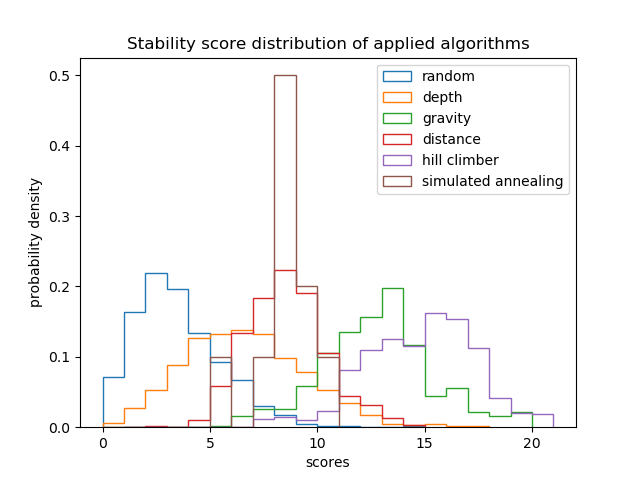 Stability score distribution of applied algorithms
0.5
0.4
0.3
0.2
0.1
0.0
probability density
random
depth
gravity
distance
hill climber
simulated annealing
0
5
10
15
20
scores